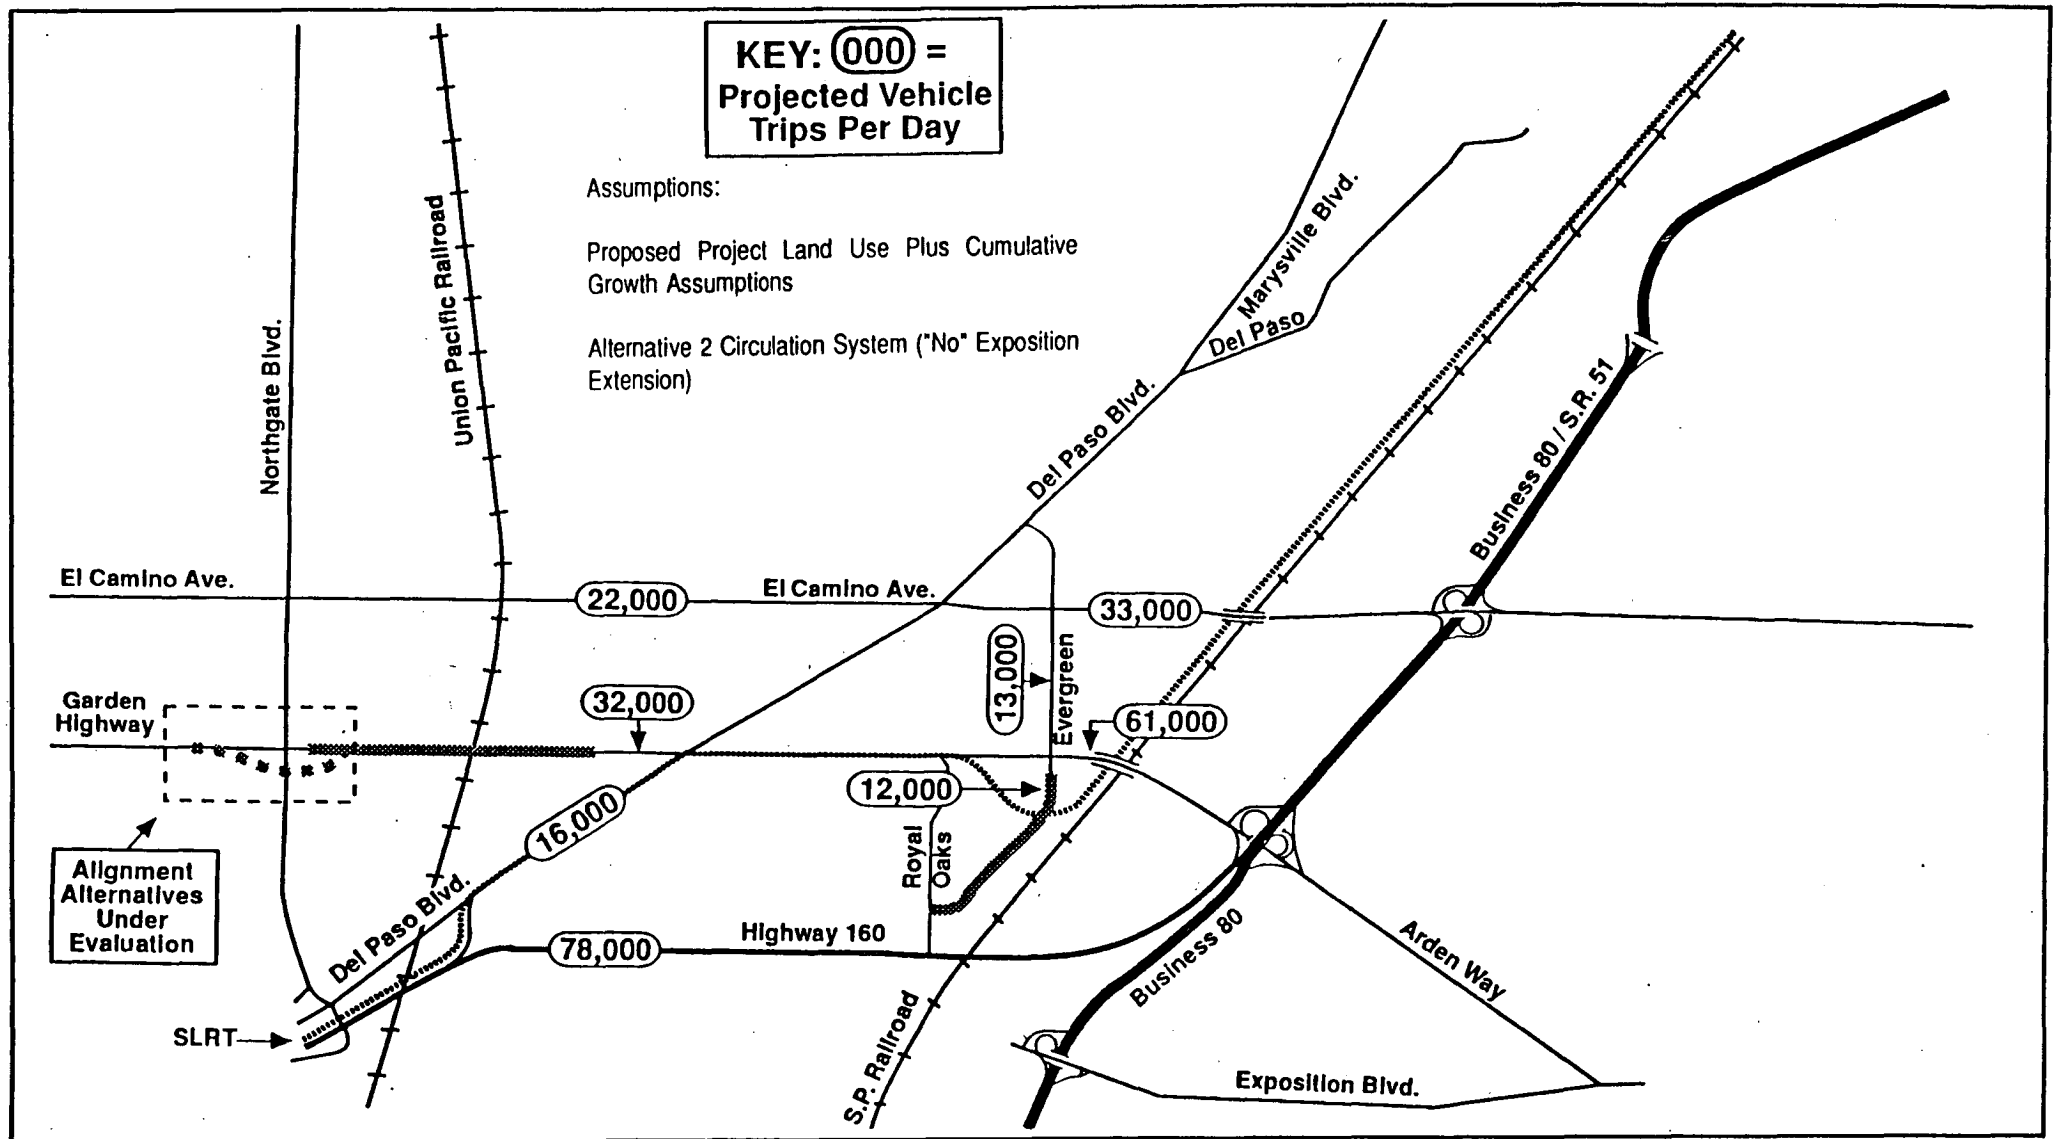 KEY: 000 =
Projected Vehicle
Trips Per Day
Assumptions:
Proposed Project Land Use Plus Cumulative
Growth Assumptions
Alternative 2 Circulation System ("No" Exposition
Extension)
Northgate Blvd.
Union Pacific Railroad
Marysville Blvd.
Del Paso
Del Paso Blvd.
Business 80 / S.R. 51
El Camino Ave.
22,000
El Camino Ave.
33,000
13,000
Evergreen
Garden
Highway
32,000
61,000
12,000
16,000
Royal
Oaks
Alignment
Alternatives
Under
Evaluation
Del Paso Blvd.
78,000
Highway 160
Business 80
Arden Way
SLRT
S.P. Railroad
Exposition Blvd.